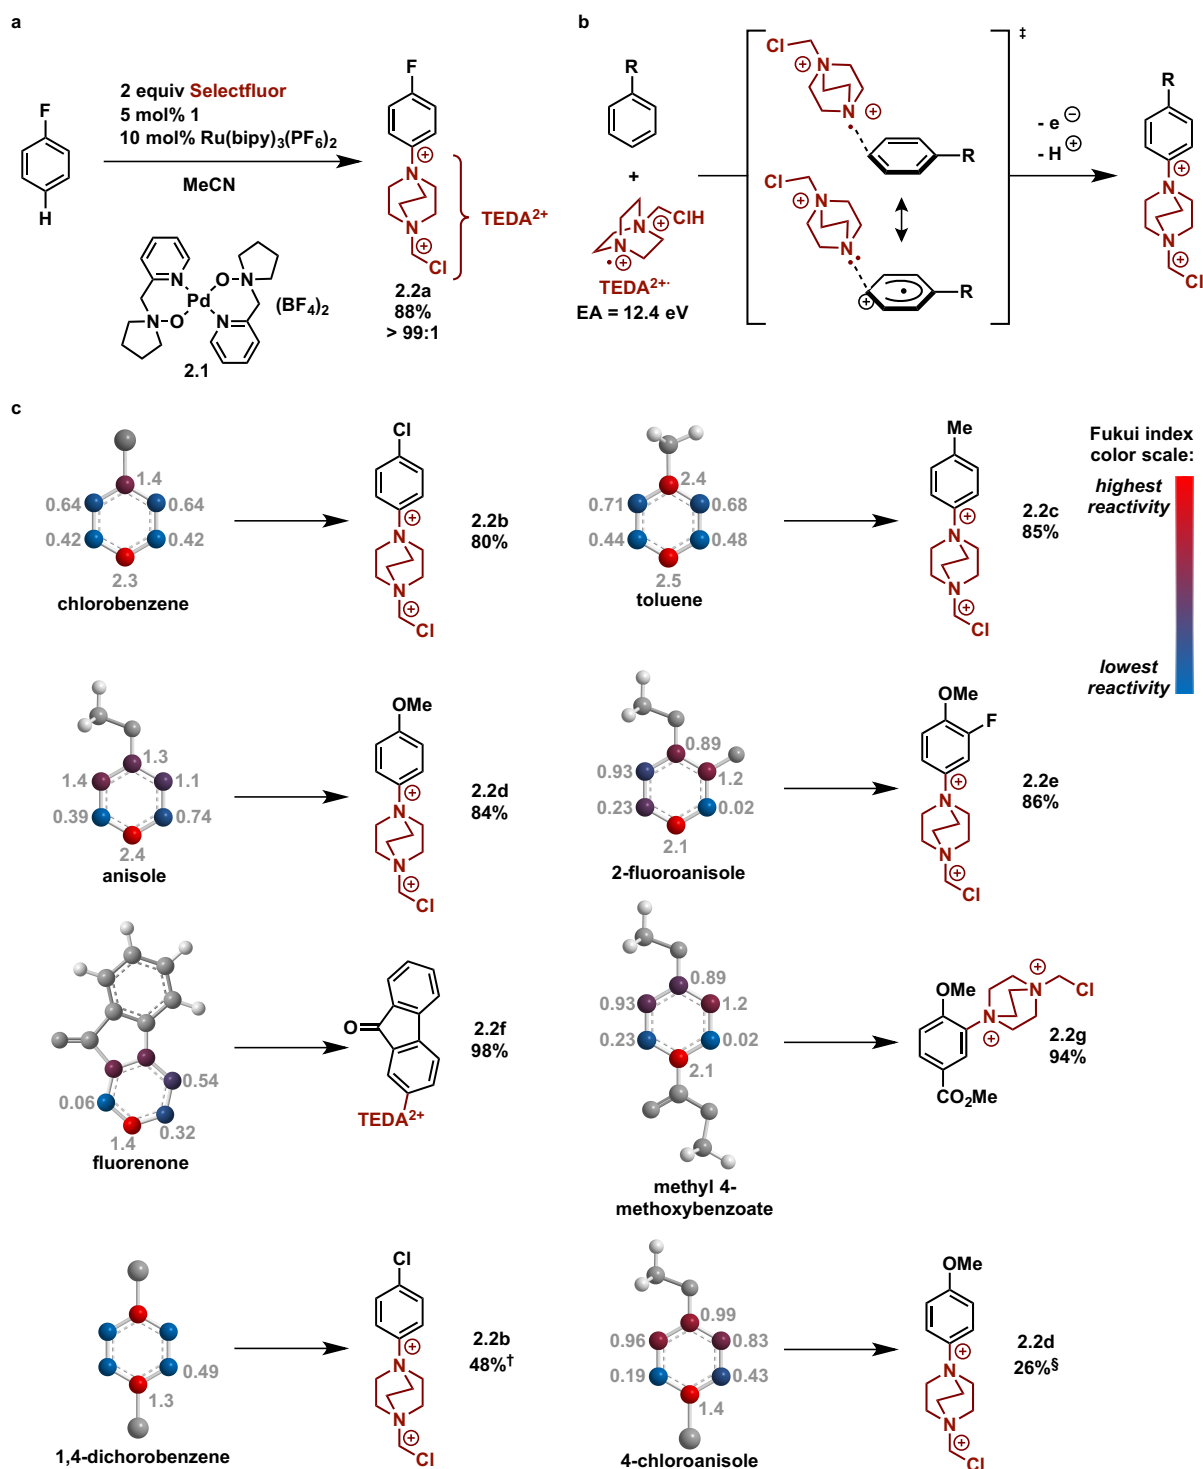 a
F
H
2 equiv Selectfluor
5 mol% 1
10 mol% Ru(bipy)3(PF6)2
MeCN
N
O
N
Pd
N
O
N
(BF4)2
2.1
F
+
N
N
+
Cl
TEDA2+
2.2a
88%
> 99:1
b
R
+
N
+
ClH
N
+
TEDA2+·
EA = 12.4 eV
Cl
N
+
N
+
R
Cl
N
+
N
+
R
‡
- e −
- H +
R
+
N
N
+
Cl
c
1.4
0.64
0.64
0.42
0.42
2.3
chlorobenzene
Cl
+
N
N
+
Cl
2.2b
80%
2.4
0.71
0.68
0.44
0.48
2.5
toluene
Me
+
N
N
+
Cl
2.2c
85%
Fukui index
color scale:
highest
reactivity
lowest
reactivity
1.3
1.4
1.1
0.39
0.74
2.4
anisole
OMe
+
N
N
+
Cl
2.2d
84%
0.89
0.93
1.2
0.23
0.02
2.1
2-fluoroanisole
OMe
F
+
N
N
+
Cl
2.2e
86%
0.54
0.06
0.32
1.4
fluorenone
O
TEDA2+
2.2f
98%
0.89
0.93
1.2
0.23
0.02
2.1
methyl 4-
methoxybenzoate
OMe
N
+
N
+
Cl
CO2Me
2.2g
94%
0.49
1.3
1,4-dichorobenzene
Cl
+
N
N
+
Cl
2.2b
48%†
0.99
0.96
0.83
0.19
0.43
1.4
4-chloroanisole
OMe
+
N
N
+
Cl
2.2d
26%§